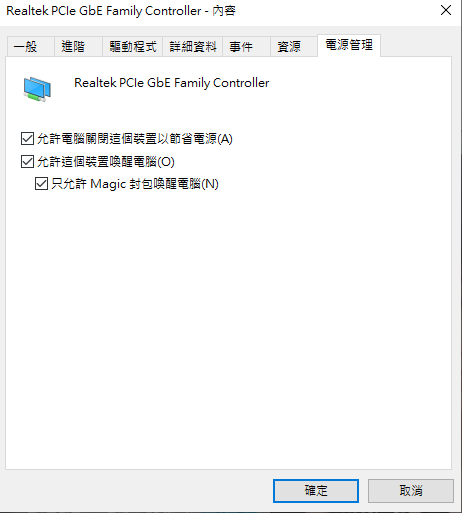 Realtek PCIe GbE Family Controller - 內容
一般 進階 驅動程式 詳細資料 事件 資源 電源管理
Realtek PCIe GbE Family Controller
允許電腦關閉這個裝置以節省電源(A)
允許這個裝置喚醒電腦(O)
只允許 Magic 封包喚醒電腦(N)
確定 取消